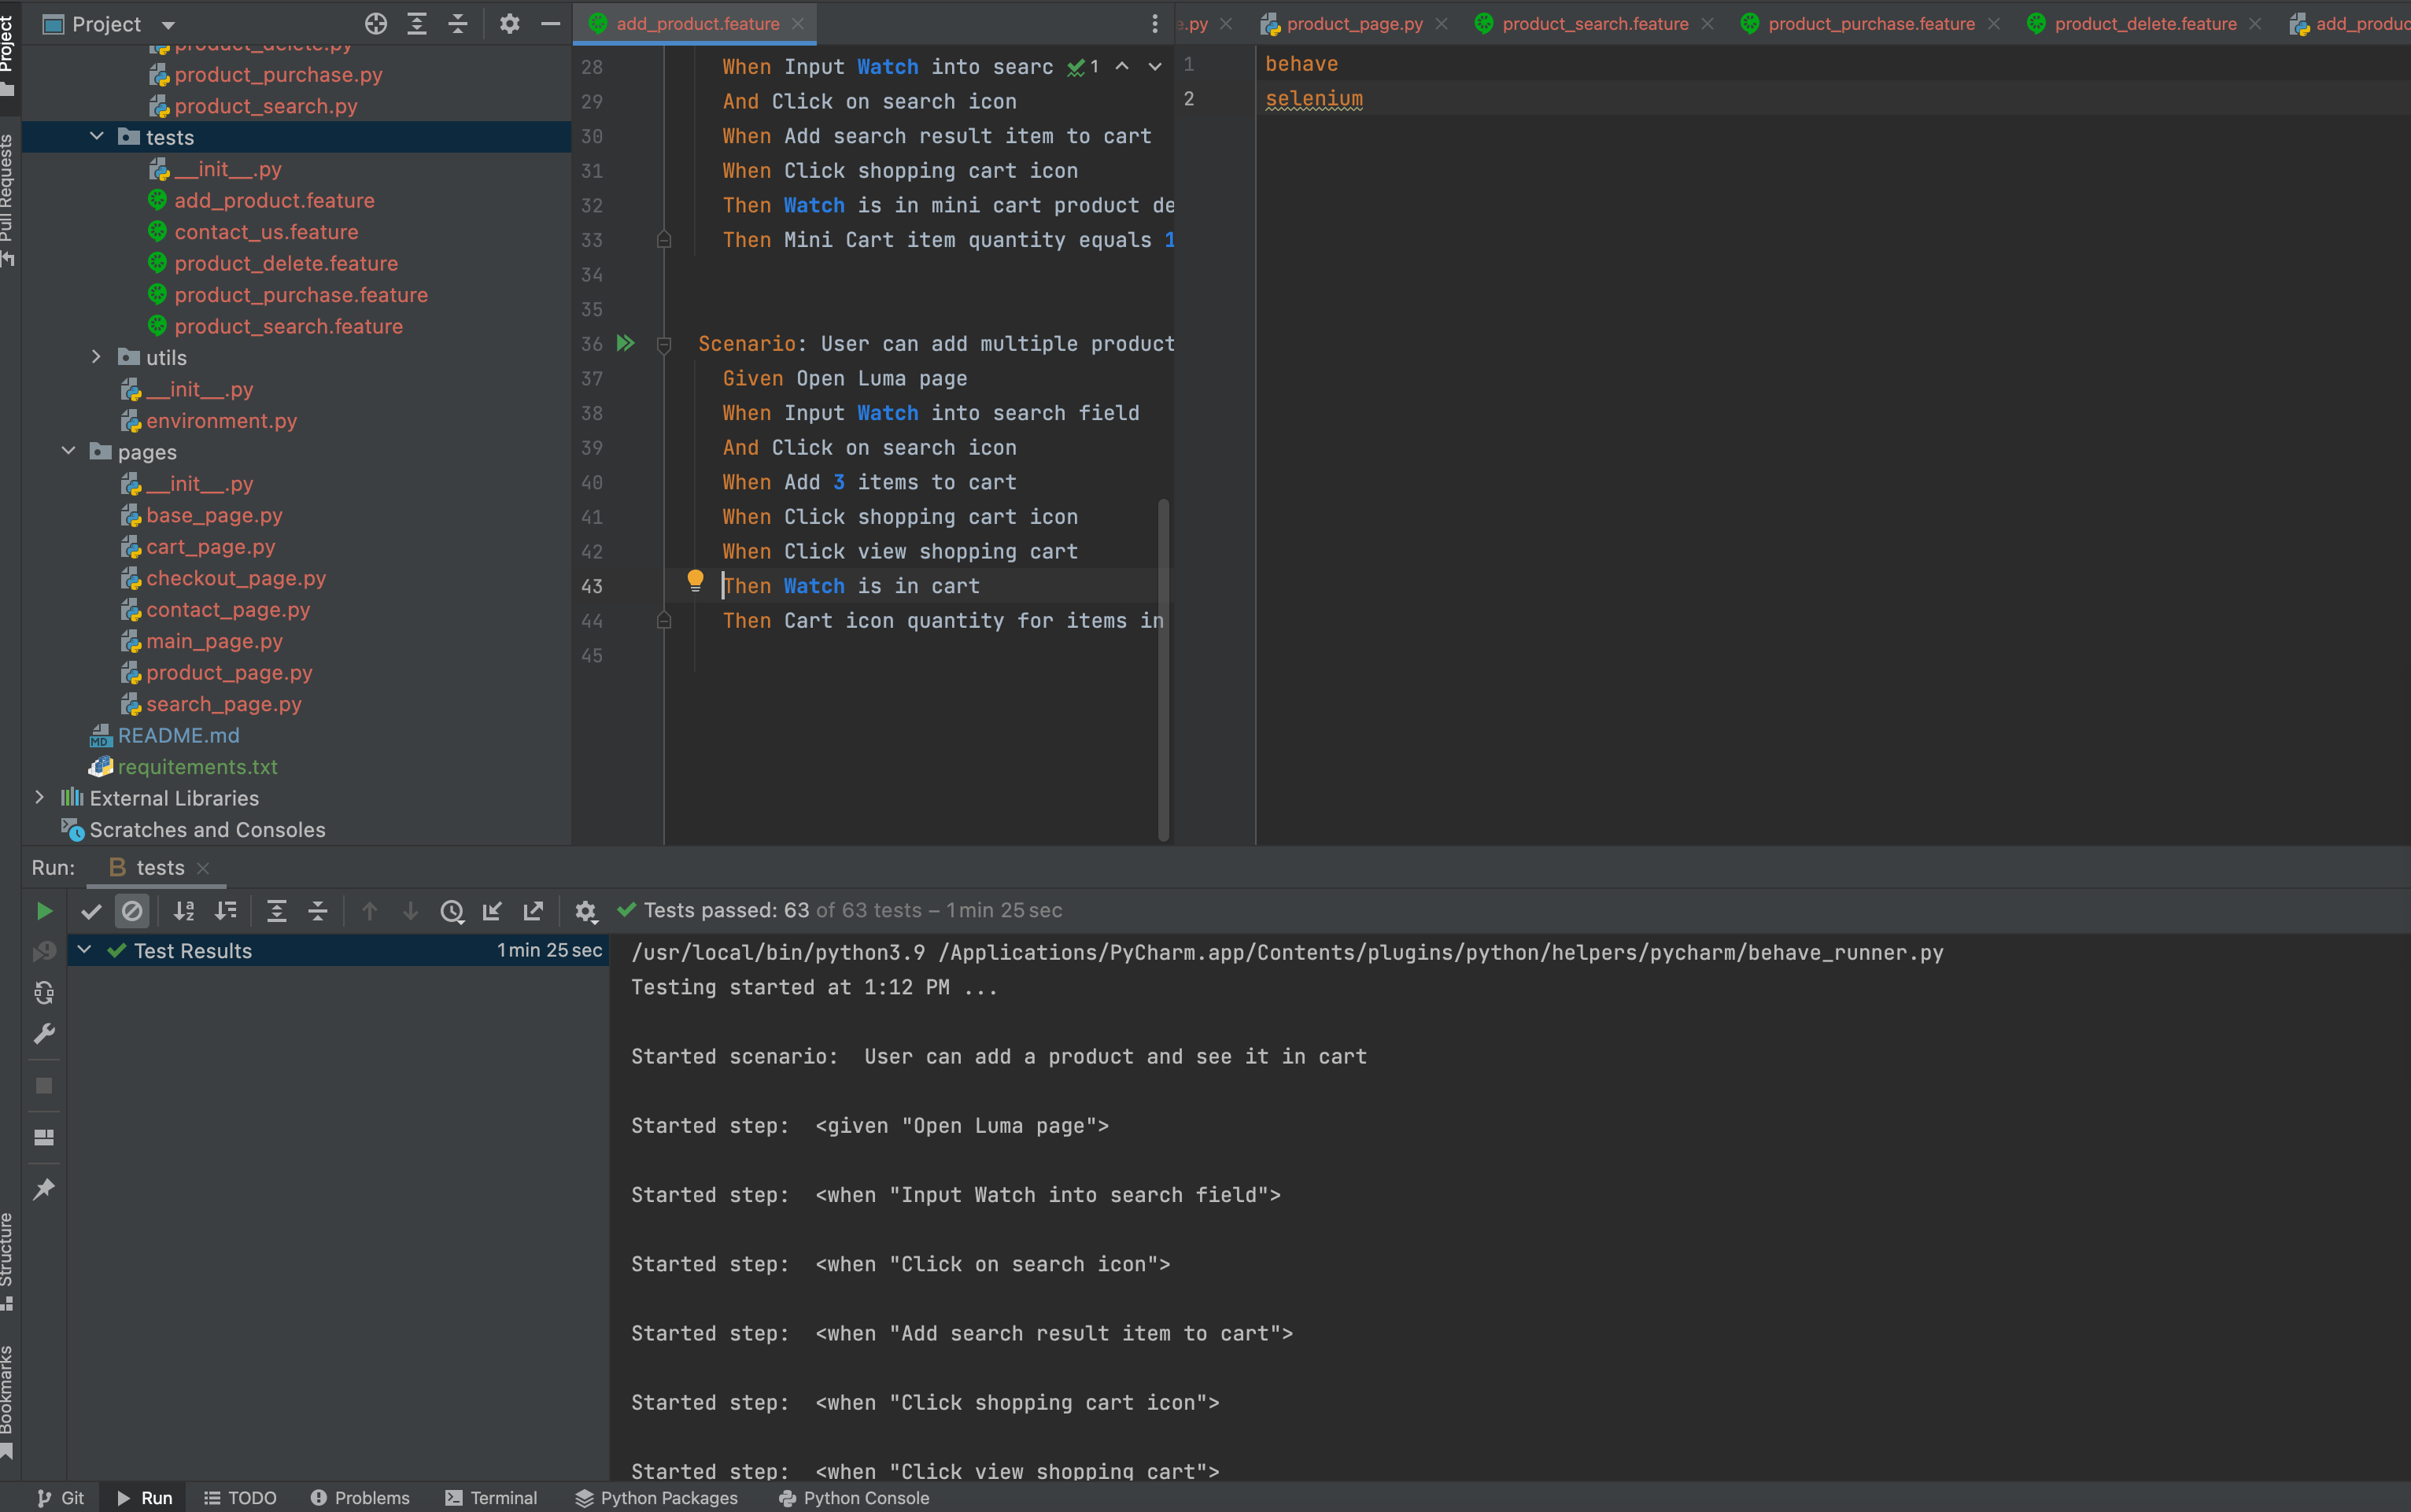 Project
Project
Pull Requests
Structure
Bookmarks
product_delete.py
product_purchase.py
product_search.py
tests
__init__.py
add_product.feature
contact_us.feature
product_delete.feature
product_purchase.feature
product_search.feature
utils
__init__.py
environment.py
pages
__init__.py
base_page.py
cart_page.py
checkout_page.py
contact_page.py
main_page.py
product_page.py
search_page.py
README.md
requitements.txt
External Libraries
Scratches and Consoles
add_product.feature
28 When Input Watch into searc 1
29 And Click on search icon
30 When Add search result item to cart
31 When Click shopping cart icon
32 Then Watch is in mini cart product de
33 Then Mini Cart item quantity equals 1
34
35
36 Scenario: User can add multiple product
37 Given Open Luma page
38 When Input Watch into search field
39 And Click on search icon
40 When Add 3 items to cart
41 When Click shopping cart icon
42 When Click view shopping cart
43 Then Watch is in cart
44 Then Cart icon quantity for items in
45
e.py product_page.py product_search.feature product_purchase.feature product_delete.feature add_produc
1 behave
2 selenium
Run: B tests
Tests passed: 63 of 63 tests – 1 min 25 sec
Test Results 1 min 25 sec
/usr/local/bin/python3.9 /Applications/PyCharm.app/Contents/plugins/python/helpers/pycharm/behave_runner.py
Testing started at 1:12 PM ...
Started scenario: User can add a product and see it in cart
Started step: <given "Open Luma page">
Started step: <when "Input Watch into search field">
Started step: <when "Click on search icon">
Started step: <when "Add search result item to cart">
Started step: <when "Click shopping cart icon">
Started step: <when "Click view shopping cart">
Git Run TODO Problems Terminal Python Packages Python Console